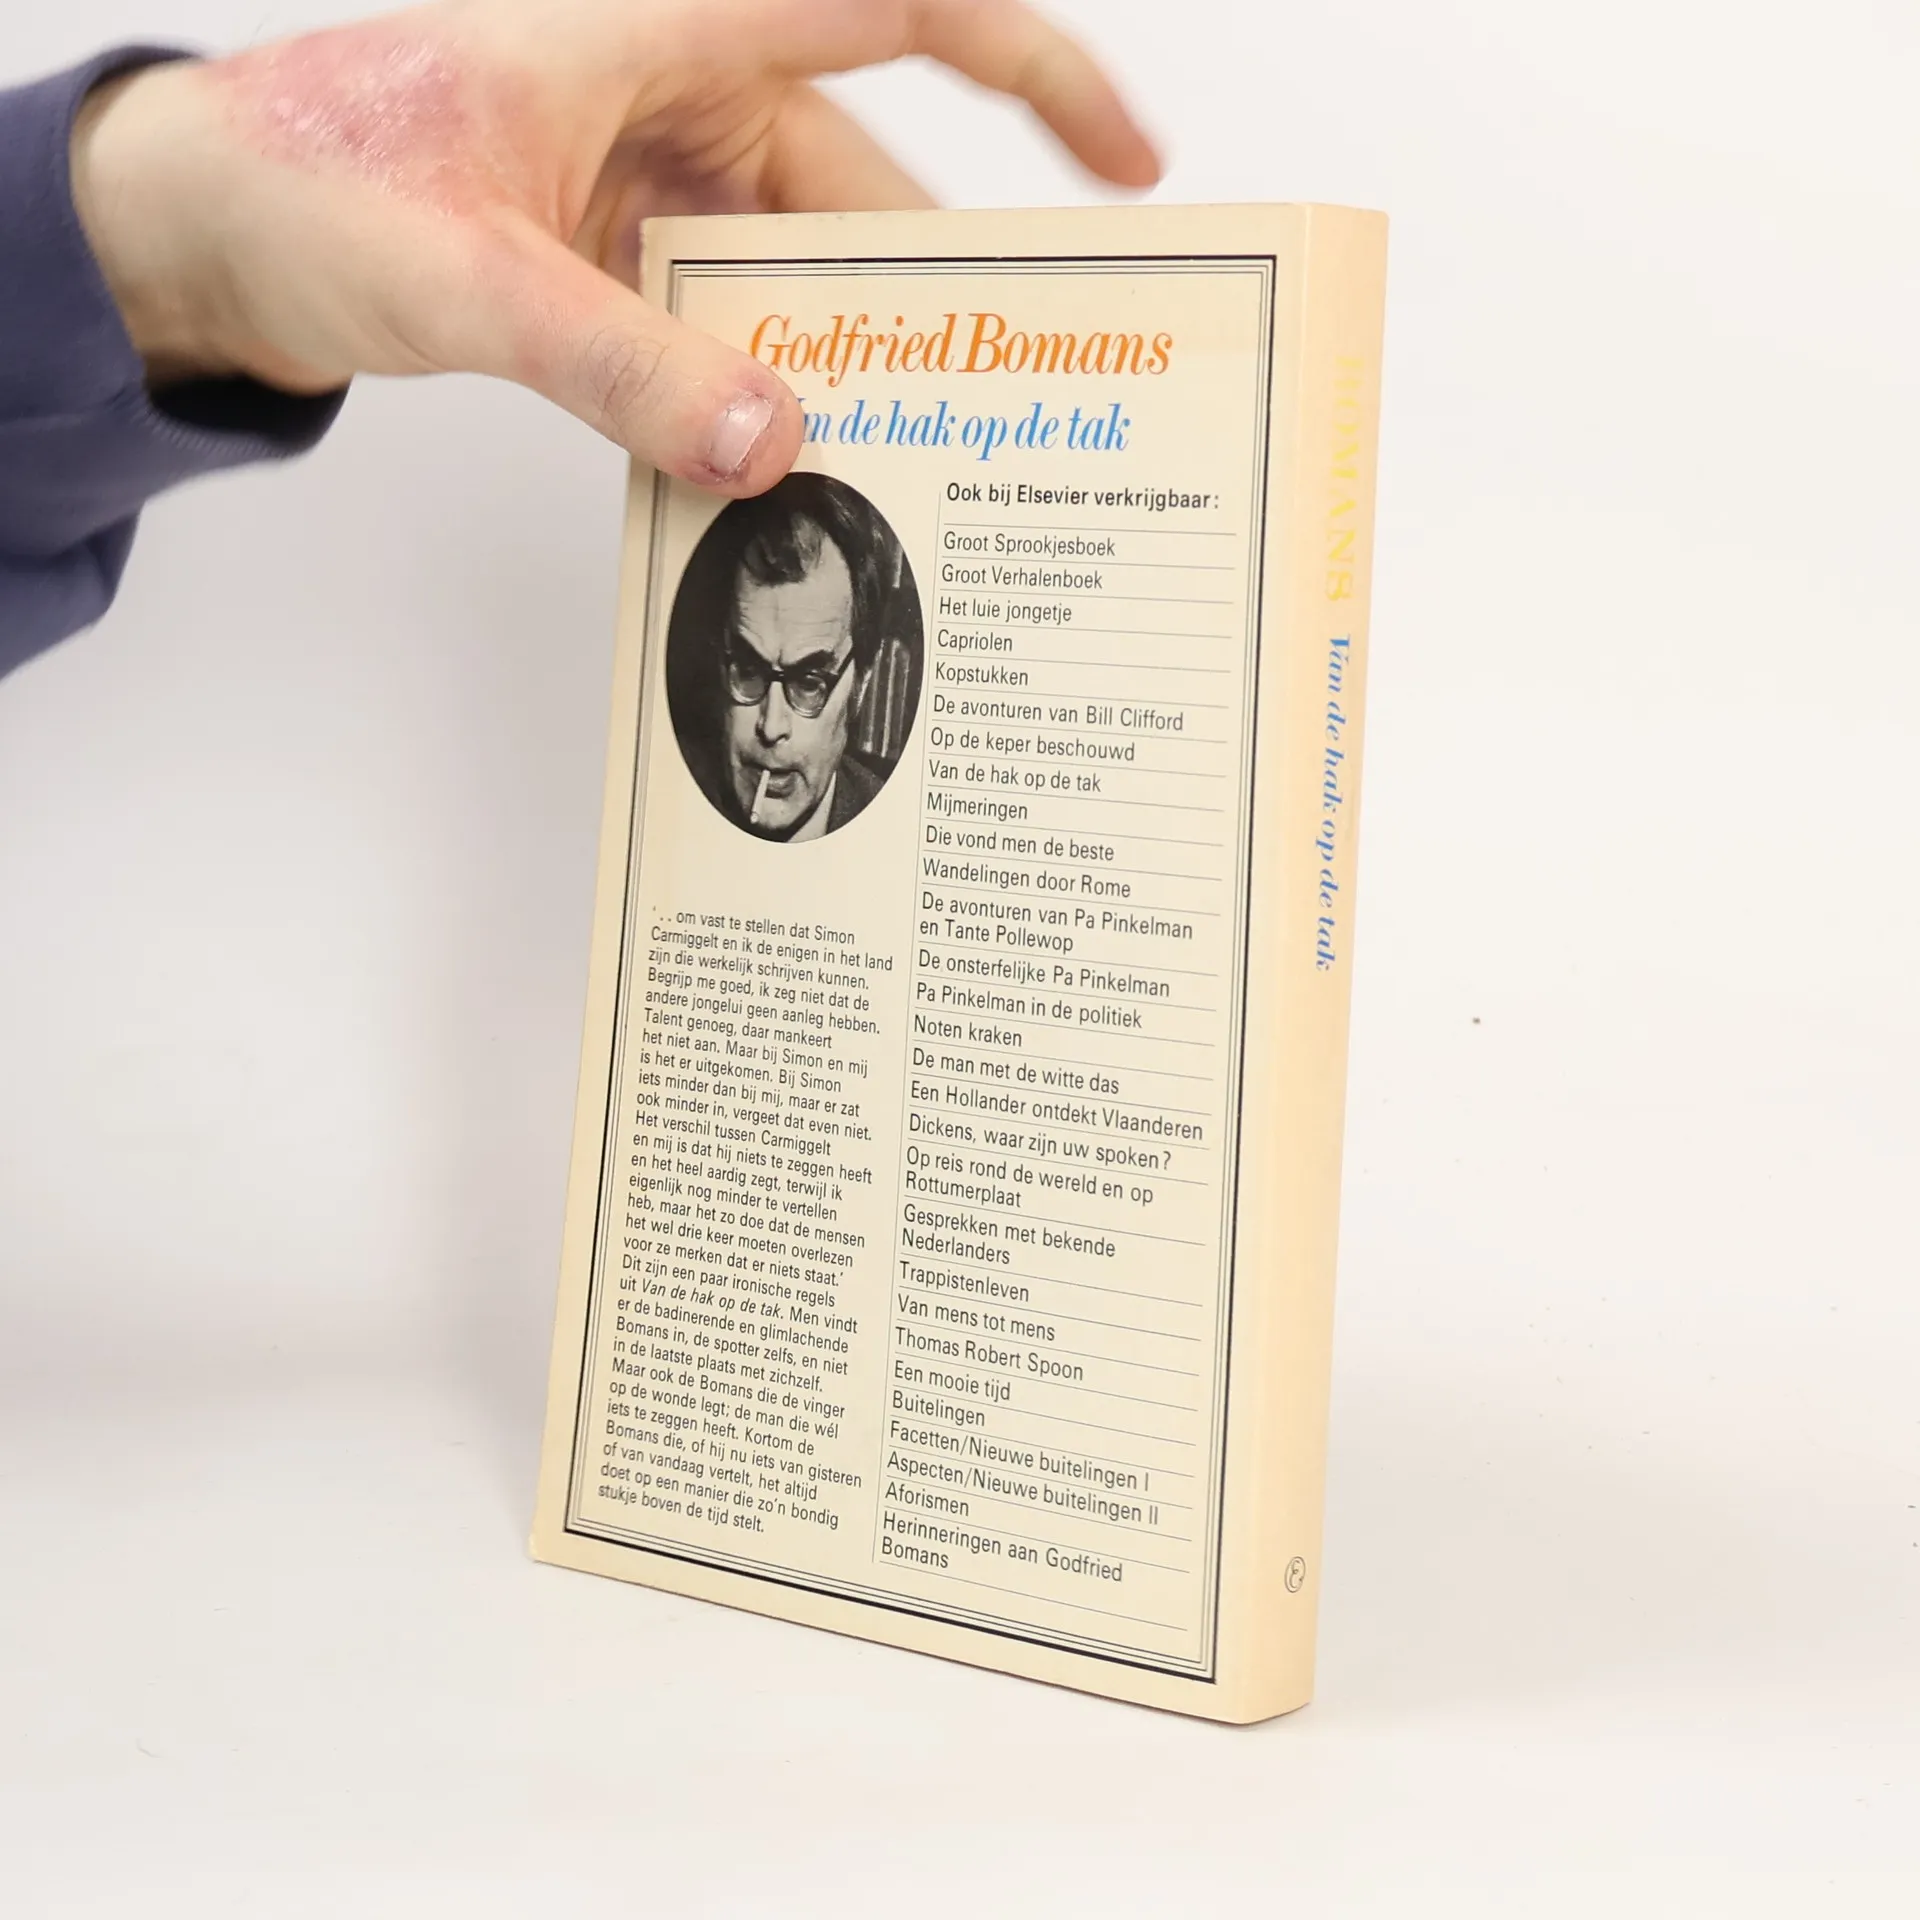 Godfried Bomans
de hak op de tak
Ook bij Elsevier verkrijgbaar:
Groot Sprookjesboek
Groot Verhalenboek
Het luie jongetje
Capriolen
Kopstukken
De avonturen van Bill Clifford
Op de keper beschouwd
Van de hak op de tak
Mijmeringen
Die vond men de beste
Wandelingen door Rome
De avonturen van Pa Pinkelman
en Tante Pollewop
De onsterfelijke Pa Pinkelman
Pa Pinkelman in de politiek
Noten kraken
De man met de witte das
Een Hollander ontdekt Vlaanderen
Dickens, waar zijn uw spoken?
Op reis rond de wereld en op
Rottumerplaat
Gesprekken met bekende
Nederlanders
Trappistenleven
Van mens tot mens
Thomas Robert Spoon
Een mooie tijd
Buitelingen
Facetten/Nieuwe buitelingen I
Aspecten/Nieuwe buitelingen II
Aforismen
Herinneringen aan Godfried
Bomans
'.. om vast te stellen dat Simon
Carmiggelt en ik de enigen in het land
zijn die werkelijk schrijven kunnen.
Begrijp me goed, ik zeg niet dat de
andere jongelui geen aanleg hebben.
Talent genoeg, daar mankeert
het niet aan. Maar bij Simon en mij
is het er uitgekomen. Bij Simon
iets minder dan bij mij, maar er zat
ook minder in, vergeet dat even niet.
Het verschil tussen Carmiggelt
en mij is dat hij niets te zeggen heeft
en het heel aardig zegt, terwijl ik
eigenlijk nog minder te vertellen
heb, maar het zo doe dat de mensen
het wel drie keer moeten overlezen
voor ze merken dat er niets staat.'
Dit zijn een paar ironische regels
uit Van de hak op de tak. Men vindt
er de badinerende en glimlachende
Bomans in, de spotter zelfs, en niet
in de laatste plaats met zichzelf.
Maar ook de Bomans die de vinger
op de wonde legt; de man die wél
iets te zeggen heeft. Kortom de
Bomans die, of hij nu iets van gisteren
of van vandaag vertelt, het altijd
doet op een manier die zo'n bondig
stukje boven de tijd stelt.
BOMANS Van de hak op de tak